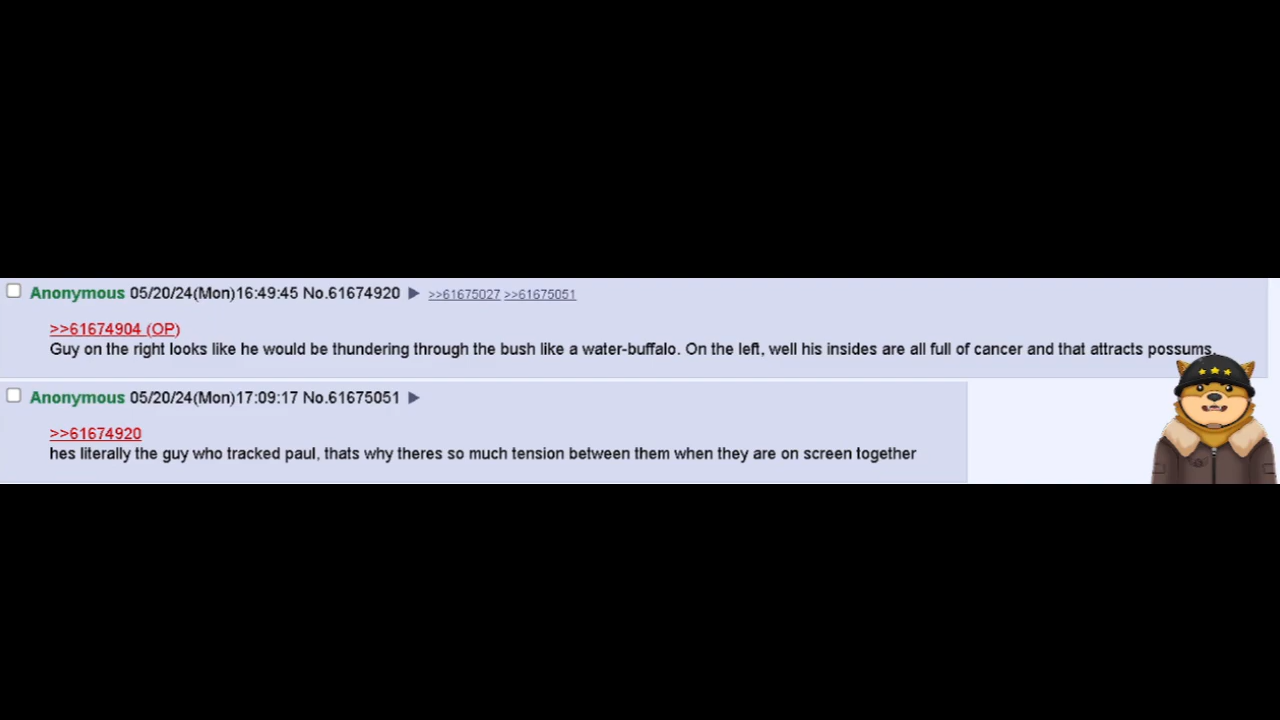 Anonymous 05/20/24(Mon)16:49:45 No.61674920 ▶ >>61675027 >>61675051
>>61674904 (OP)
Guy on the right looks like he would be thundering through the bush like a water-buffalo. On the left, well his insides are all full of cancer and that attracts possums.
Anonymous 05/20/24(Mon)17:09:17 No.61675051 ▶
>>61674920
hes literally the guy who tracked paul, thats why theres so much tension between them when they are on screen together